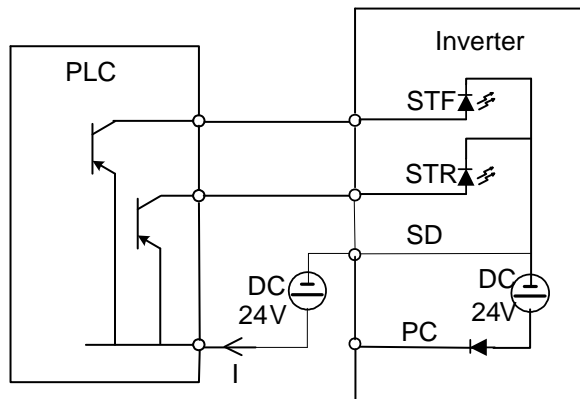 Inverter
PLC
STF
STR
SD
DC
24V
DC
24V
PC
I